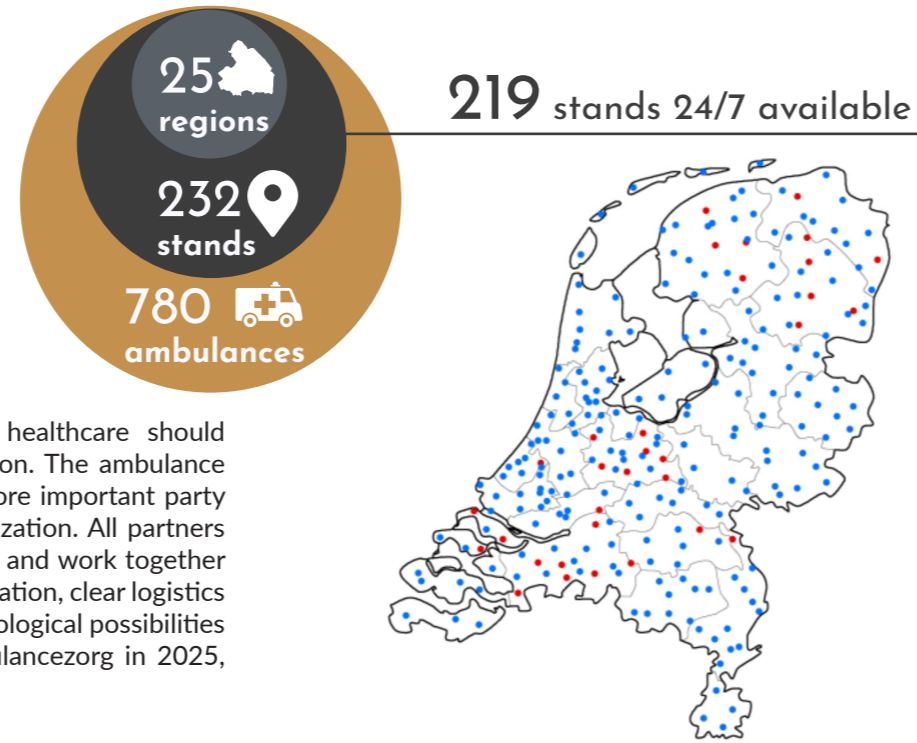 25
regions
219 stands 24/7 available
232
stands
780
ambulances
healthcare should
on. The ambulance
ore important party
zation. All partners
and work together
ation, clear logistics
ological possibilities
ulancezorg in 2025,